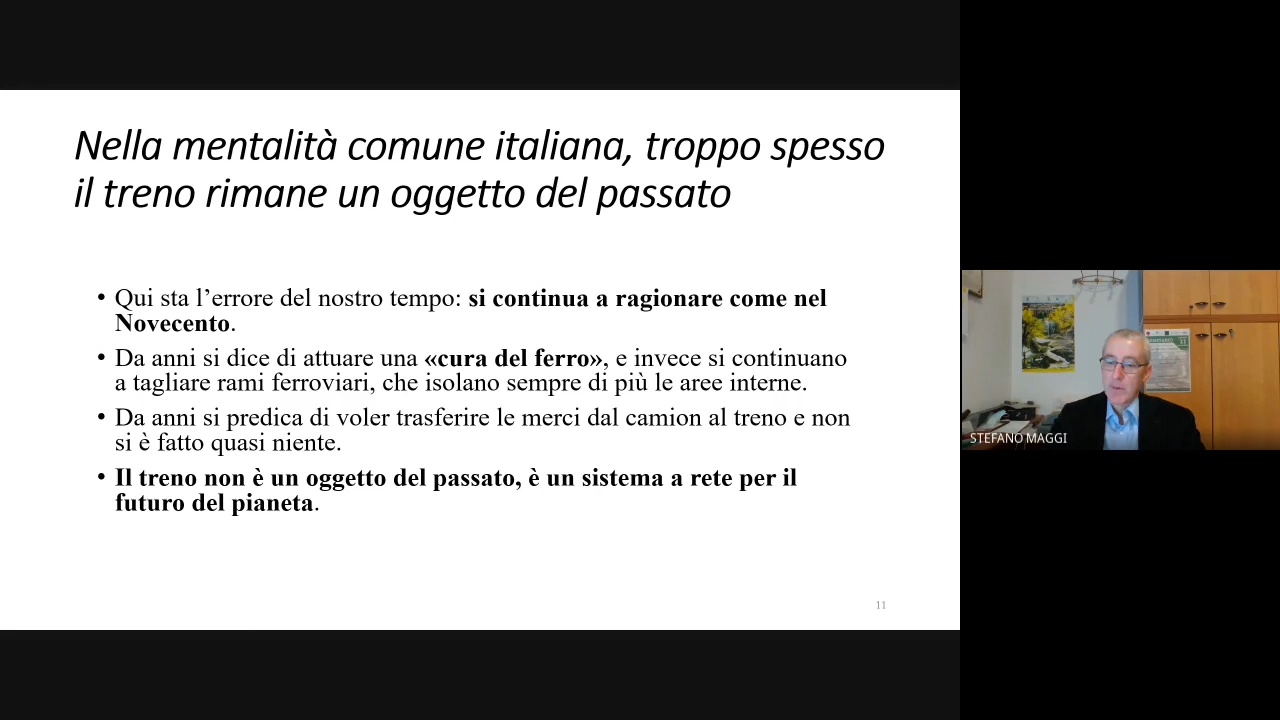 Nella mentalità comune italiana, troppo spesso
il treno rimane un oggetto del passato
• Qui sta l’errore del nostro tempo: si continua a ragionare come nel
Novecento.
• Da anni si dice di attuare una «cura del ferro», e invece si continuano
a tagliare rami ferroviari, che isolano sempre di più le aree interne.
• Da anni si predica di voler trasferire le merci dal camion al treno e non
si è fatto quasi niente.
• Il treno non è un oggetto del passato, è un sistema a rete per il
futuro del pianeta.
11
STEFANO MAGGI